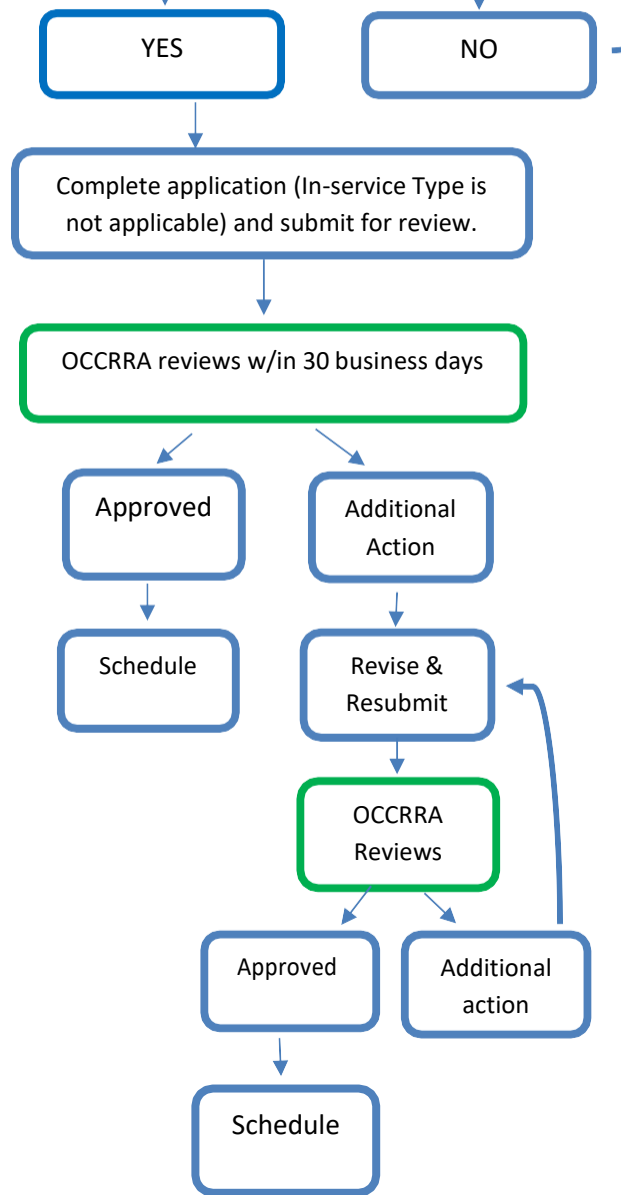 YES
NO
Complete application (In-service Type is
not applicable) and submit for review.
OCCRRA reviews w/in 30 business days
Approved
Additional
Action
Schedule
Revise &
Resubmit
OCCRRA
Reviews
Approved
Additional
action
Schedule